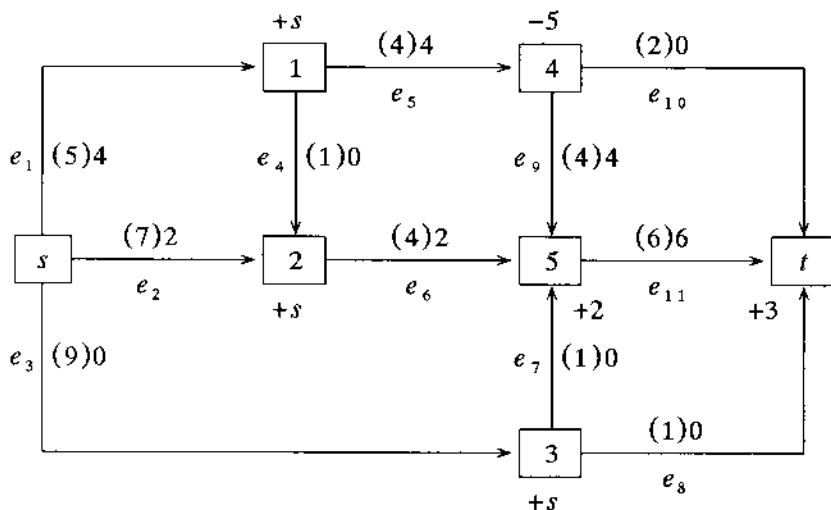 +s -5
(4)4 (2)0
1 4
e5 e10
e1 (5)4 e4 (1)0 e9 (4)4
(7)2 (4)2 (6)6
s 2 5 t
e2 +s e6 +2 e11 +3
e3 (9)0 e7 (1)0
(1)0
3
+s e8